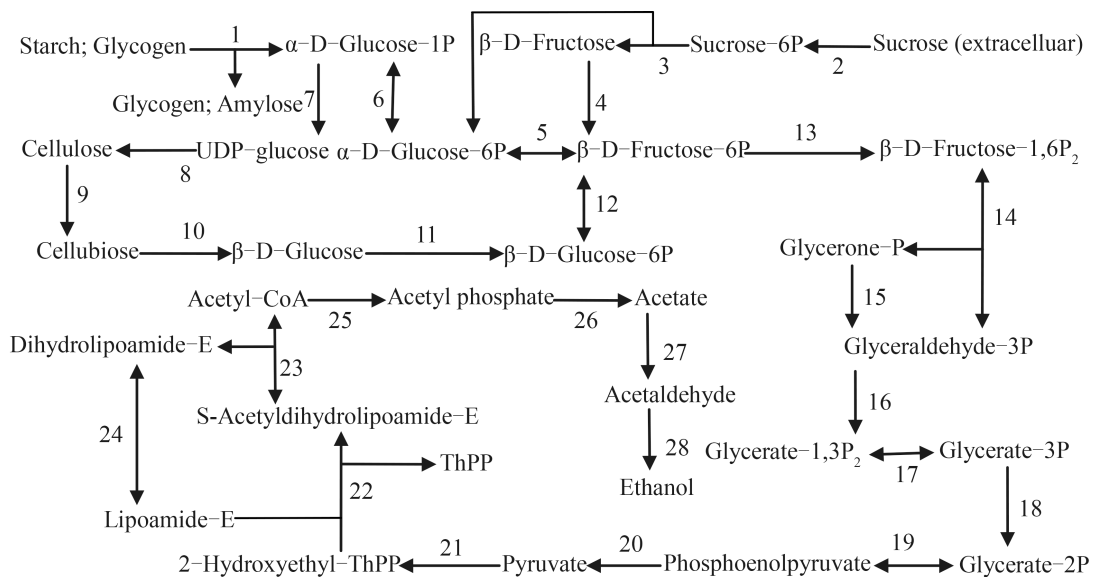 1
Starch; Glycogen α-D-Glucose-1P β-D-Fructose Sucrose-6P Sucrose (extracelluar)
3 2
Glycogen; Amylose 7 6 4
5 13
Cellulose UDP-glucose α-D-Glucose-6P β-D-Fructose-6P β-D-Fructose-1,6P₂
8
9 12 14
10 11
Cellubiose β-D-Glucose β-D-Glucose-6P Glycerone-P
Acetyl-CoA Acetyl phosphate Acetate 15
25 26
Dihydrolipoamide-E 23 27 Glyceraldehyde-3P
Acetaldehyde 16
S-Acetyldihydrolipoamide-E
24 28 Glycerate-1,3P₂ Glycerate-3P
ThPP 17
22 Ethanol
Lipoamide-E 18
21 20 19
2-Hydroxyethyl-ThPP Pyruvate Phosphoenolpyruvate Glycerate-2P